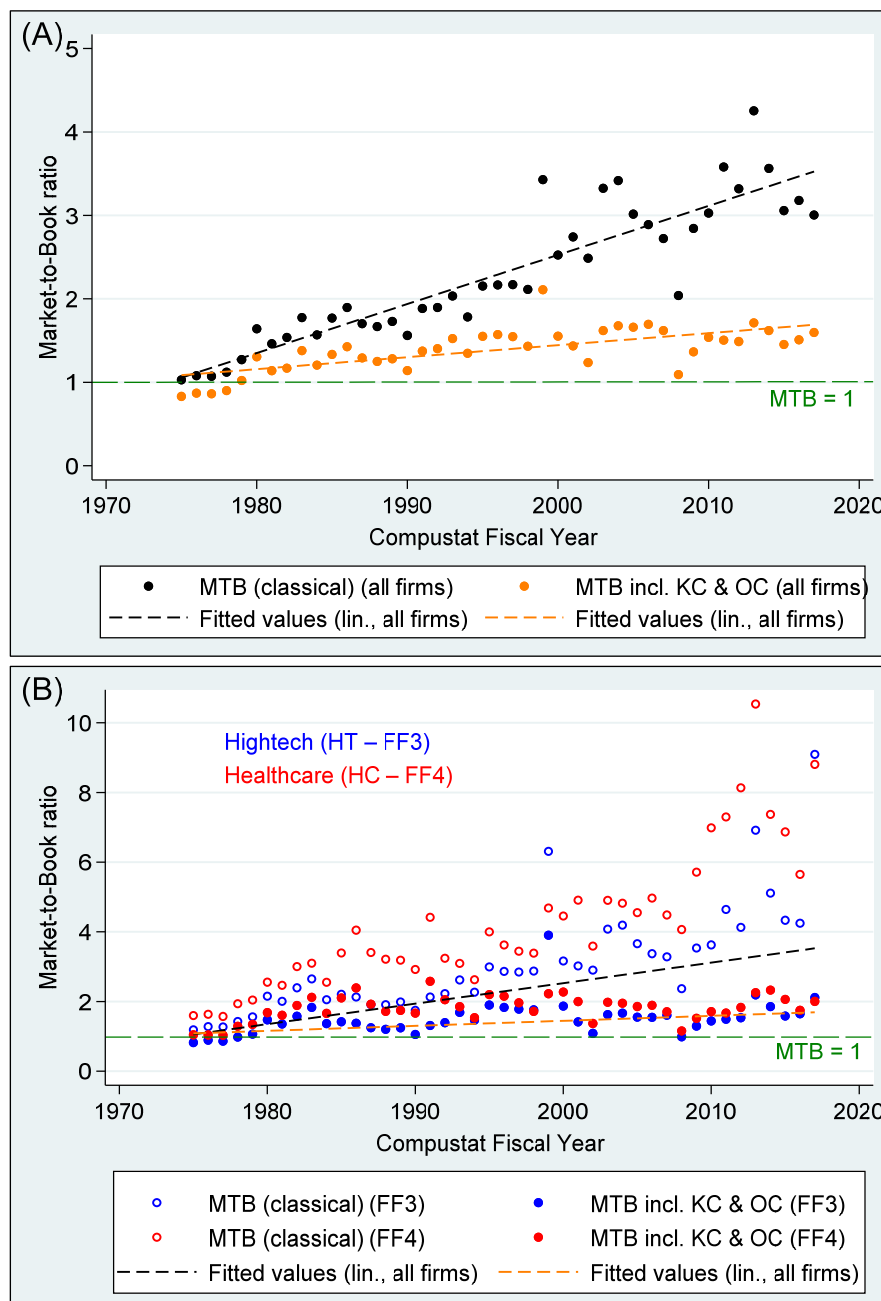 (A)
5
4
3
2
1
0
Market-to-Book ratio
MTB = 1
1970 1980 1990 2000 2010 2020
Compustat Fiscal Year
MTB (classical) (all firms) MTB incl. KC & OC (all firms)
Fitted values (lin., all firms) Fitted values (lin., all firms)
(B)
10
8
6
4
2
0
Market-to-Book ratio
Hightech (HT – FF3)
Healthcare (HC – FF4)
MTB = 1
1970 1980 1990 2000 2010 2020
Compustat Fiscal Year
MTB (classical) (FF3) MTB incl. KC & OC (FF3)
MTB (classical) (FF4) MTB incl. KC & OC (FF4)
Fitted values (lin., all firms) Fitted values (lin., all firms)